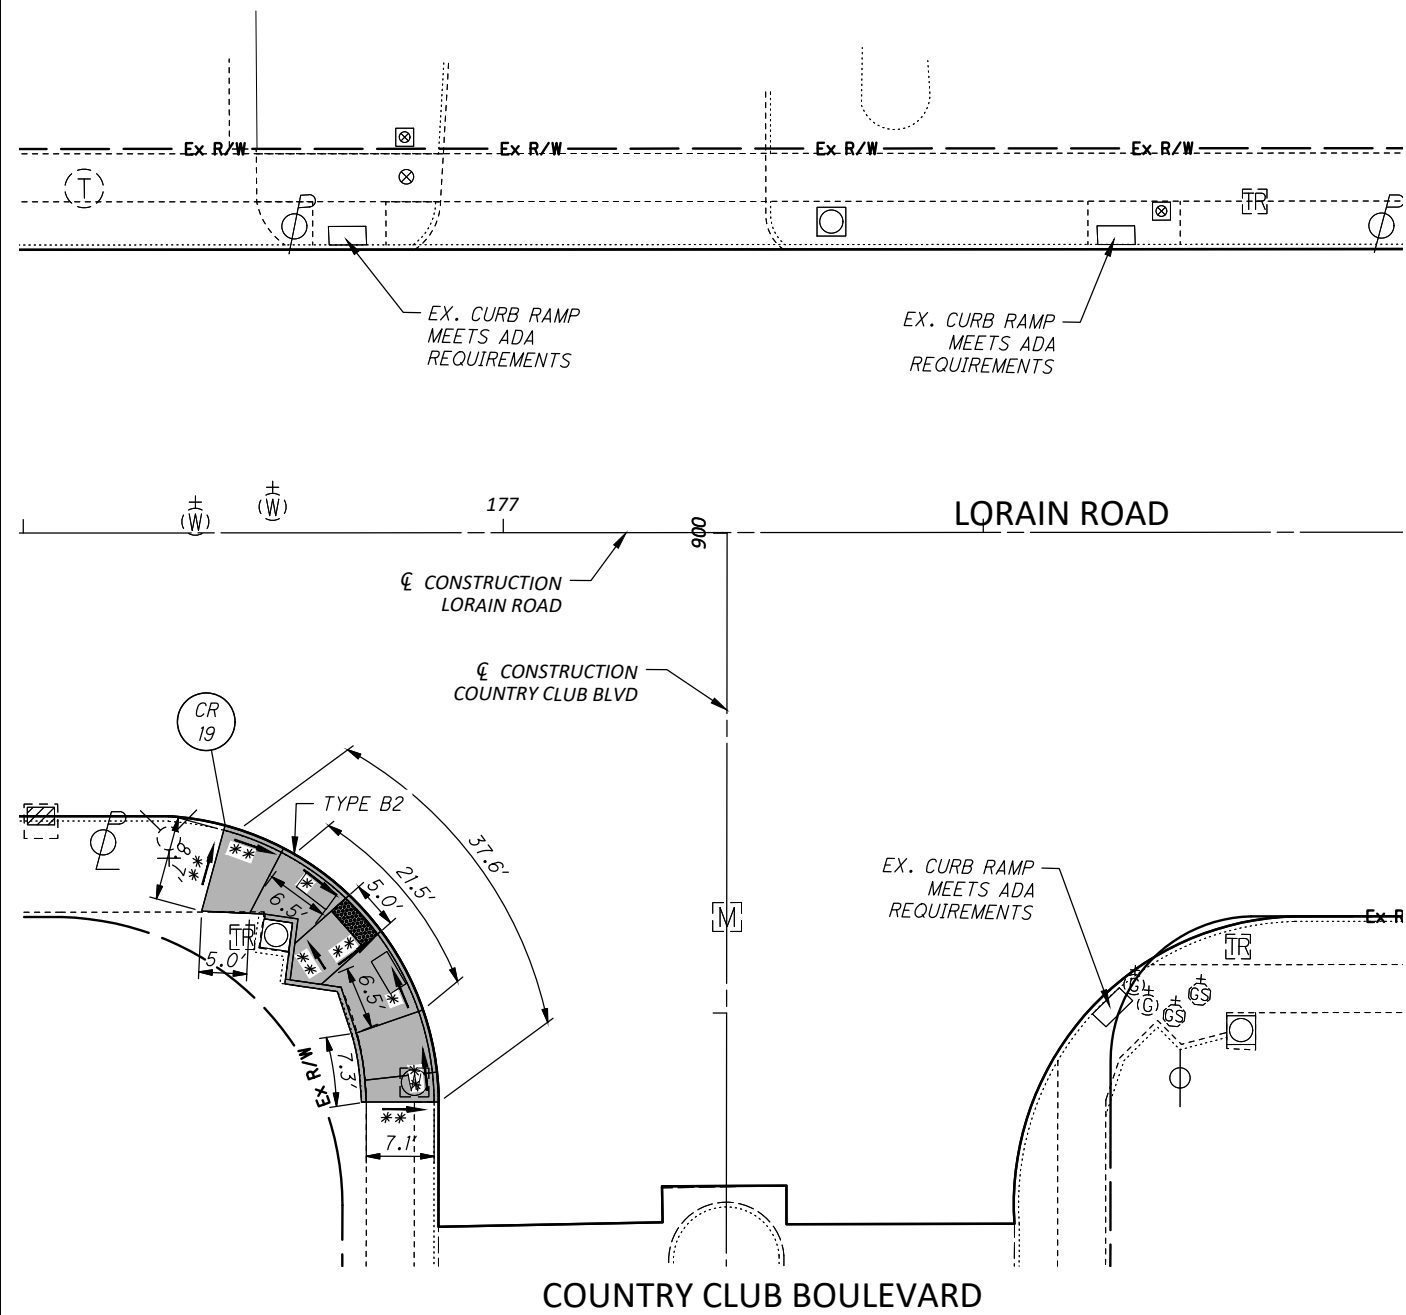 Ex R/W Ex R/W Ex R/W Ex R/W
T
TR
EX. CURB RAMP
MEETS ADA
REQUIREMENTS
EX. CURB RAMP
MEETS ADA
REQUIREMENTS
W
W
177
900
LORAIN ROAD
℄ CONSTRUCTION
LORAIN ROAD
℄ CONSTRUCTION
COUNTRY CLUB BLVD
CR
19
TYPE B2
37.6'
21.5'
5.0'
7.8'
**
**
*
6.5'
TR
5.0'
**
**
6.5'
*
Ex R/W
7.3'
W
**
**
7.1'
M
EX. CURB RAMP
MEETS ADA
REQUIREMENTS
Ex R
TR
G
G
GS
GS
COUNTRY CLUB BOULEVARD